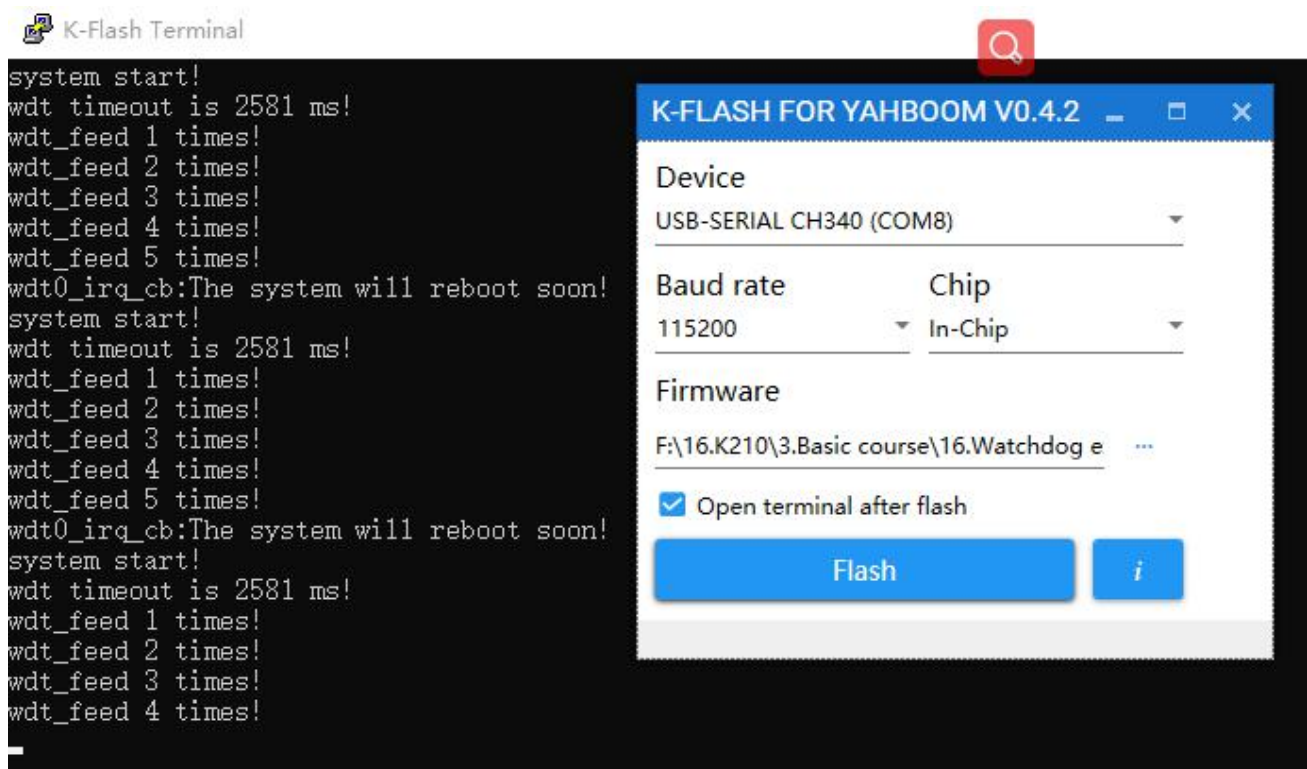 K-Flash Terminal
system start!
wdt timeout is 2581 ms!
wdt_feed 1 times!
wdt_feed 2 times!
wdt_feed 3 times!
wdt_feed 4 times!
wdt_feed 5 times!
wdt0_irq_cb:The system will reboot soon!
system start!
wdt timeout is 2581 ms!
wdt_feed 1 times!
wdt_feed 2 times!
wdt_feed 3 times!
wdt_feed 4 times!
wdt_feed 5 times!
wdt0_irq_cb:The system will reboot soon!
system start!
wdt timeout is 2581 ms!
wdt_feed 1 times!
wdt_feed 2 times!
wdt_feed 3 times!
wdt_feed 4 times!
K-FLASH FOR YAHBOOM V0.4.2
Device
USB-SERIAL CH340 (COM8)
Baud rate Chip
115200 In-Chip
Firmware
F:\16.K210\3.Basic course\16.Watchdog e ...
Open terminal after flash
Flash i